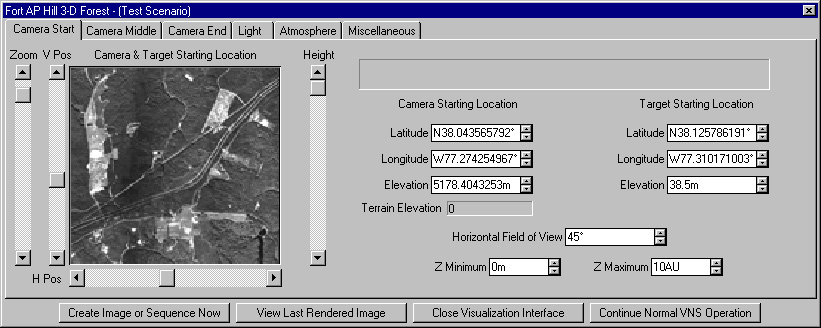 Fort AP Hill 3-D Forest - (Test Scenario)
Camera Start Camera Middle Camera End Light Atmosphere Miscellaneous
Zoom V Pos Camera & Target Starting Location Height
Camera Starting Location Target Starting Location
Latitude N38.043565792° Latitude N38.125786191°
Longitude W77.274254967° Longitude W77.310171003°
Elevation 5178.4043253m Elevation 38.5m
Terrain Elevation 0
Horizontal Field of View 45°
Z Minimum 0m Z Maximum 10AU
H Pos
Create Image or Sequence Now View Last Rendered Image Close Visualization Interface Continue Normal VNS Operation